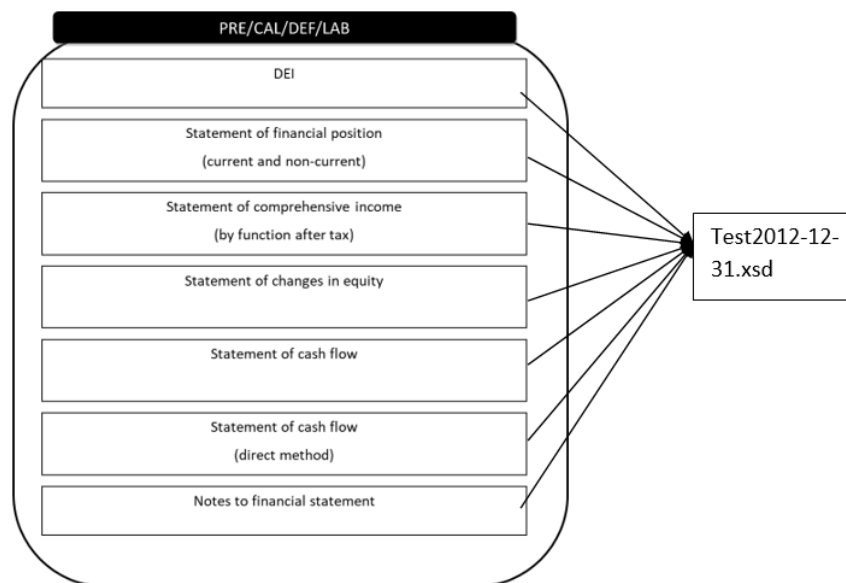 PRE/CAL/DEF/LAB
DEI
Statement of financial position
(current and non-current)
Statement of comprehensive income
(by function after tax)
Statement of changes in equity
Statement of cash flow
Statement of cash flow
(direct method)
Notes to financial statement
Test2012-12-
31.xsd